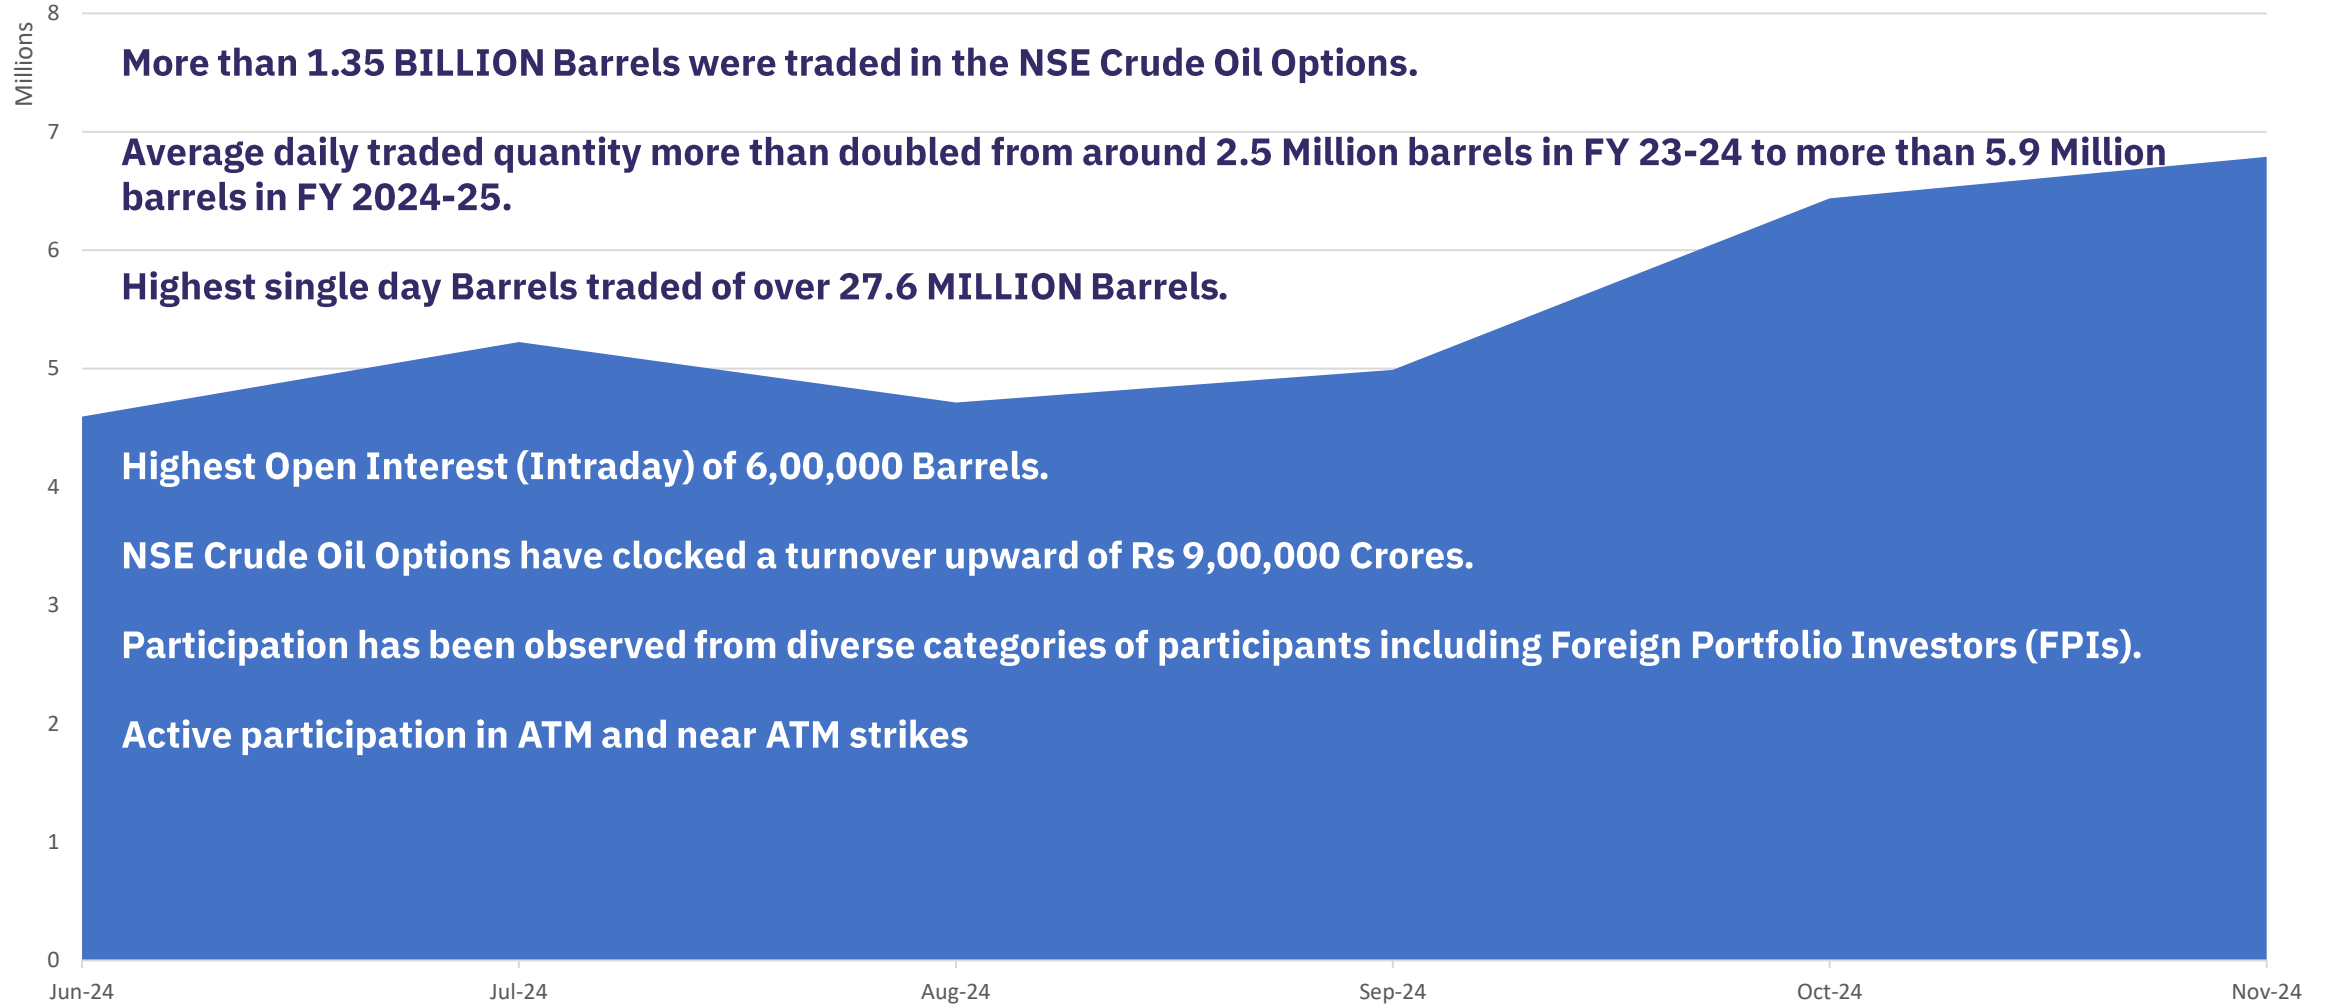 Millions
8
More than 1.35 BILLION Barrels were traded in the NSE Crude Oil Options.
7
Average daily traded quantity more than doubled from around 2.5 Million barrels in FY 23-24 to more than 5.9 Million
barrels in FY 2024-25.
6
Highest single day Barrels traded of over 27.6 MILLION Barrels.
5
Highest Open Interest (Intraday) of 6,00,000 Barrels.
4
NSE Crude Oil Options have clocked a turnover upward of Rs 9,00,000 Crores.
3
Participation has been observed from diverse categories of participants including Foreign Portfolio Investors (FPIs).
2
Active participation in ATM and near ATM strikes
1
0
Jun-24 Jul-24 Aug-24 Sep-24 Oct-24 Nov-24